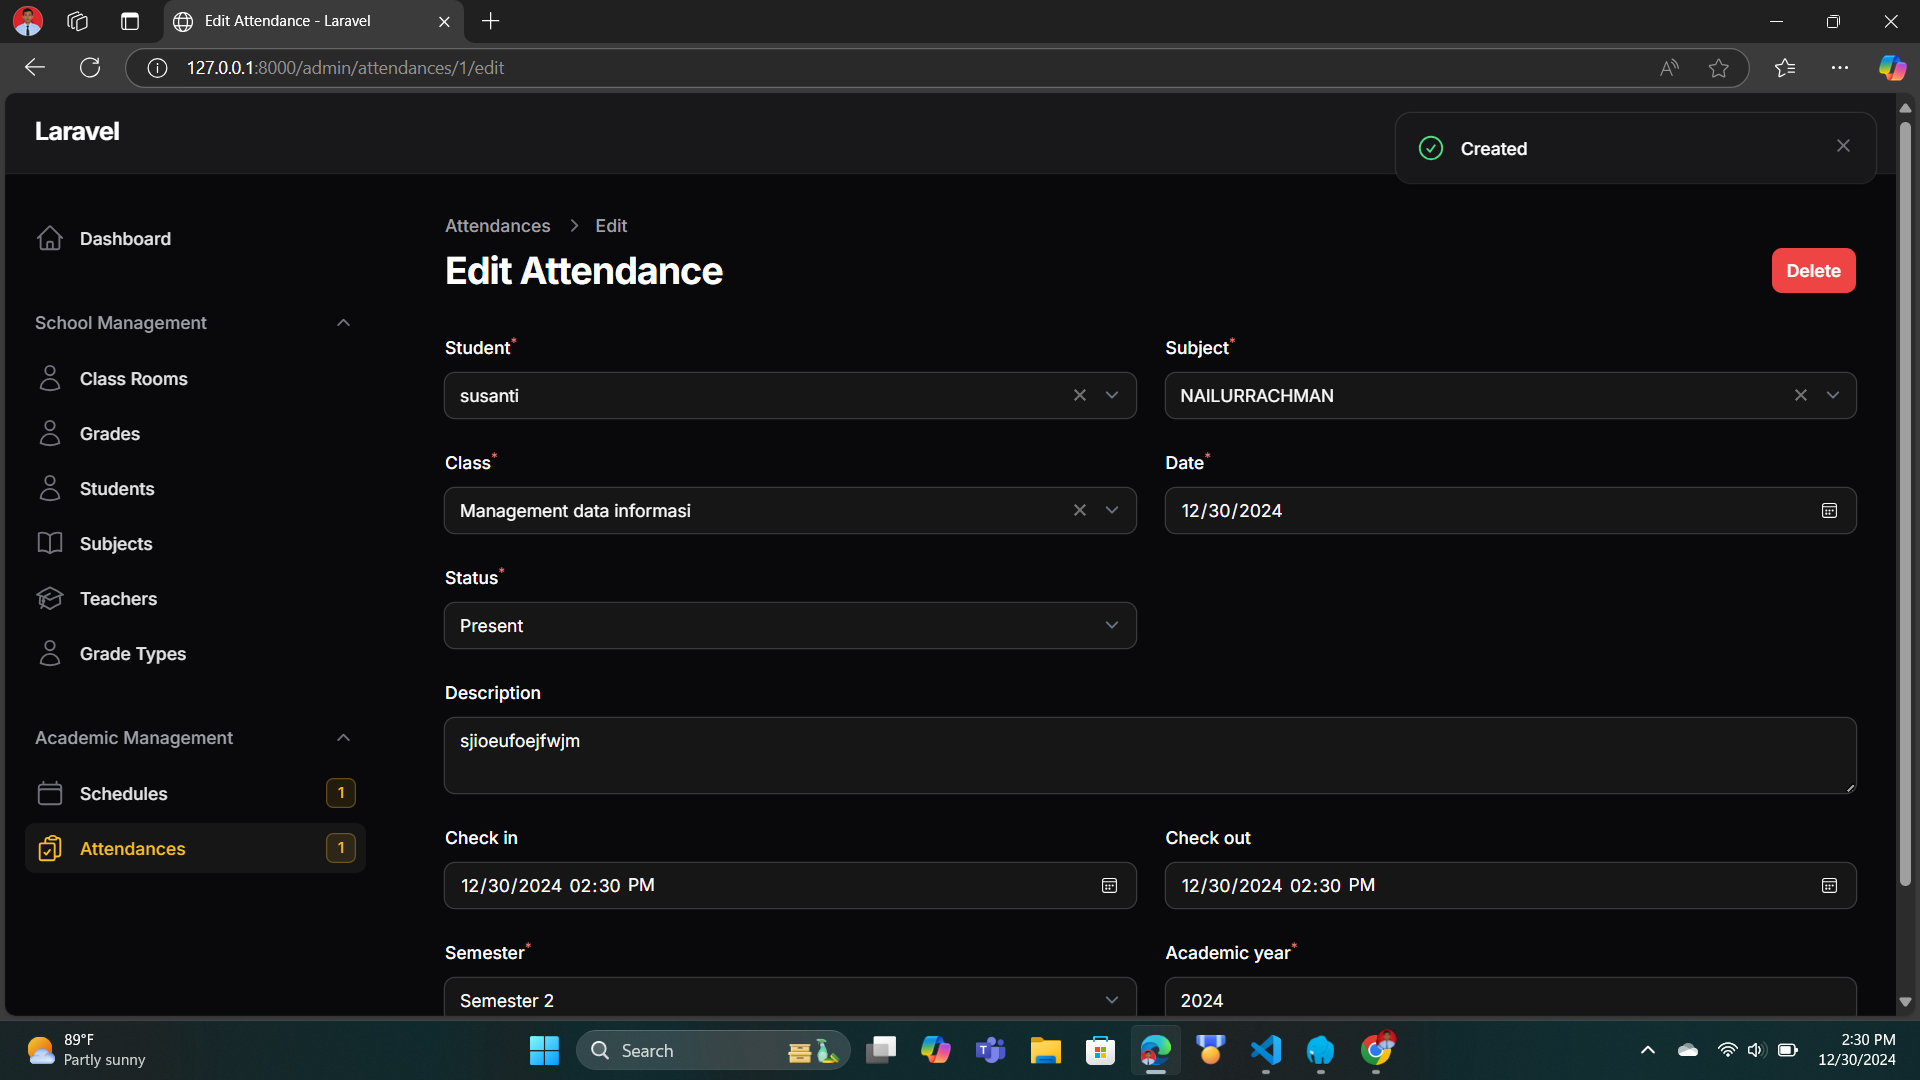 Edit Attendance - Laravel
127.0.0.1:8000/admin/attendances/1/edit
Laravel
Created
Dashboard
School Management
Class Rooms
Grades
Students
Subjects
Teachers
Grade Types
Academic Management
Schedules 1
Attendances 1
Attendances > Edit
Edit Attendance
Delete
Student* Subject*
susanti NAILURRACHMAN
Class* Date*
Management data informasi 12/30/2024
Status*
Present
Description
sjioeufoejfwjm
Check in Check out
12/30/2024 02:30 PM 12/30/2024 02:30 PM
Semester* Academic year*
Semester 2 2024
89°F
Partly sunny
Search
2:30 PM
12/30/2024